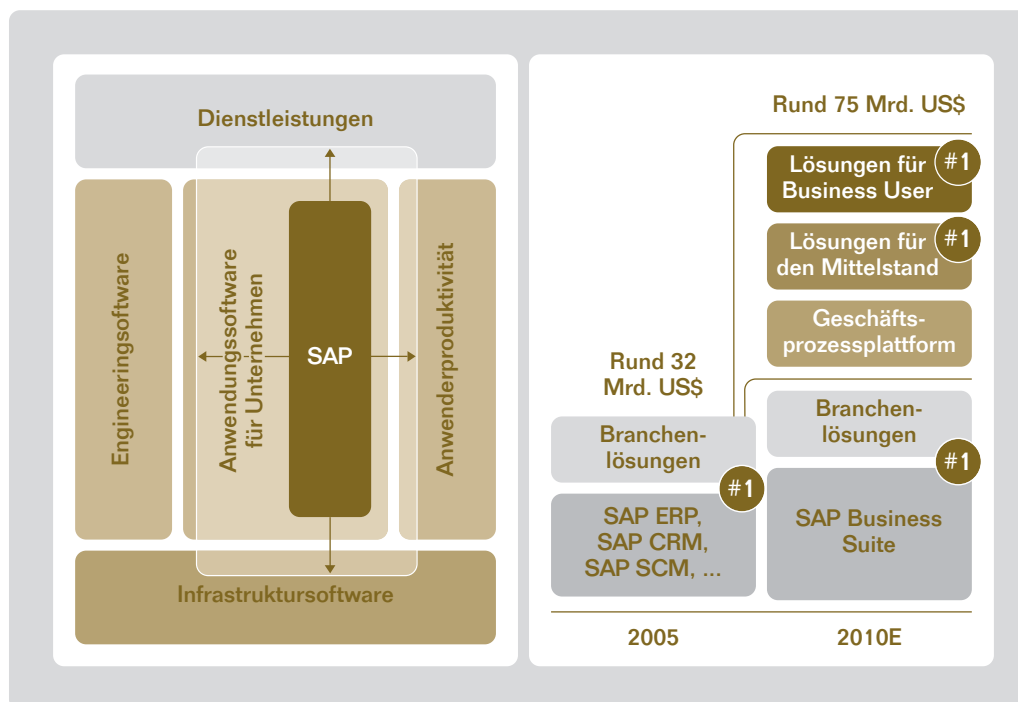 Dienstleistungen
Engineeringsoftware
Anwendungssoftware
für Unternehmen
SAP
Anwenderproduktivität
Infrastruktursoftware
Rund 32
Mrd. US$
Branchen-
lösungen
#1
SAP ERP,
SAP CRM,
SAP SCM, ...
2005
Rund 75 Mrd. US$
Lösungen für
Business User
#1
Lösungen für
den Mittelstand
#1
Geschäfts-
prozessplattform
Branchen-
lösungen
#1
SAP Business
Suite
2010E